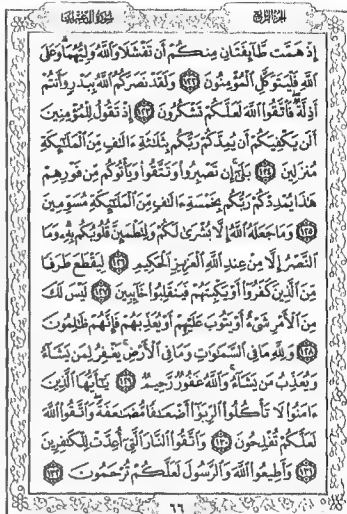 الجزء الرابع
سورة آل عمران
إِذْ هَمَّت طَّآئِفَتَانِ مِنكُمْ أَن تَفْشَلَا وَٱللَّهُ وَلِيُّهُمَا ۗ وَعَلَى
ٱللَّهِ فَلْيَتَوَكَّلِ ٱلْمُؤْمِنُونَ ١٢٢ وَلَقَدْ نَصَرَكُمُ ٱللَّهُ بِبَدْرٍ وَأَنتُمْ
أَذِلَّةٌ ۖ فَٱتَّقُوا۟ ٱللَّهَ لَعَلَّكُمْ تَشْكُرُونَ ١٢٣ إِذْ تَقُولُ لِلْمُؤْمِنِينَ
أَلَن يَكْفِيَكُمْ أَن يُمِدَّكُمْ رَبُّكُم بِثَلَٰثَةِ ءَالَٰفٍ مِّنَ ٱلْمَلَٰٓئِكَةِ
مُنزَلِينَ ١٢٤ بَلَىٰٓ ۚ إِن تَصْبِرُوا۟ وَتَتَّقُوا۟ وَيَأْتُوكُم مِّن فَوْرِهِمْ
هَٰذَا يُمْدِدْكُمْ رَبُّكُم بِخَمْسَةِ ءَالَٰفٍ مِّنَ ٱلْمَلَٰٓئِكَةِ مُسَوِّمِينَ
١٢٥ وَمَا جَعَلَهُ ٱللَّهُ إِلَّا بُشْرَىٰ لَكُمْ وَلِتَطْمَئِنَّ قُلُوبُكُم بِهِۦ ۗ وَمَا
ٱلنَّصْرُ إِلَّا مِنْ عِندِ ٱللَّهِ ٱلْعَزِيزِ ٱلْحَكِيمِ ١٢٦ لِيَقْطَعَ طَرَفًا
مِّنَ ٱلَّذِينَ كَفَرُوٓا۟ أَوْ يَكْبِتَهُمْ فَيَنقَلِبُوا۟ خَآئِبِينَ ١٢٧ لَيْسَ لَكَ
مِنَ ٱلْأَمْرِ شَىْءٌ أَوْ يَتُوبَ عَلَيْهِمْ أَوْ يُعَذِّبَهُمْ فَإِنَّهُمْ ظَٰلِمُونَ
١٢٨ وَلِلَّهِ مَا فِى ٱلسَّمَٰوَٰتِ وَمَا فِى ٱلْأَرْضِ ۚ يَغْفِرُ لِمَن يَشَآءُ
وَيُعَذِّبُ مَن يَشَآءُ ۚ وَٱللَّهُ غَفُورٌ رَّحِيمٌ ١٢٩ يَٰٓأَيُّهَا ٱلَّذِينَ
ءَامَنُوا۟ لَا تَأْكُلُوا۟ ٱلرِّبَوٰٓا۟ أَضْعَٰفًا مُّضَٰعَفَةً ۖ وَٱتَّقُوا۟ ٱللَّهَ
لَعَلَّكُمْ تُفْلِحُونَ ١٣٠ وَٱتَّقُوا۟ ٱلنَّارَ ٱلَّتِىٓ أُعِدَّتْ لِلْكَٰفِرِينَ
١٣١ وَأَطِيعُوا۟ ٱللَّهَ وَٱلرَّسُولَ لَعَلَّكُمْ تُرْحَمُونَ ١٣٢
٦٦